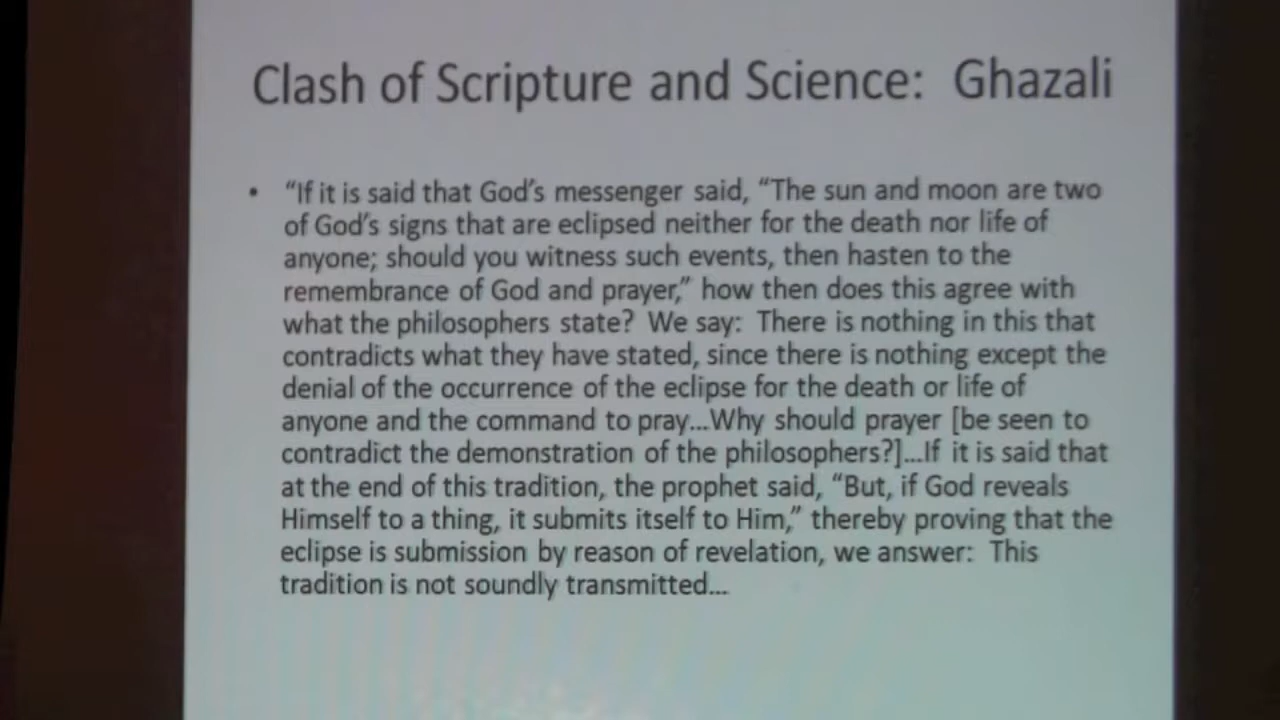 Clash of Scripture and Science:  Ghazali
• “If it is said that God’s messenger said, “The sun and moon are two
of God’s signs that are eclipsed neither for the death nor life of
anyone; should you witness such events, then hasten to the
remembrance of God and prayer,” how then does this agree with
what the philosophers state?  We say:  There is nothing in this that
contradicts what they have stated, since there is nothing except the
denial of the occurrence of the eclipse for the death or life of
anyone and the command to pray...Why should prayer [be seen to
contradict the demonstration of the philosophers?]...If it is said that
at the end of this tradition, the prophet said, “But, if God reveals
Himself to a thing, it submits itself to Him,” thereby proving that the
eclipse is submission by reason of revelation, we answer:  This
tradition is not soundly transmitted...